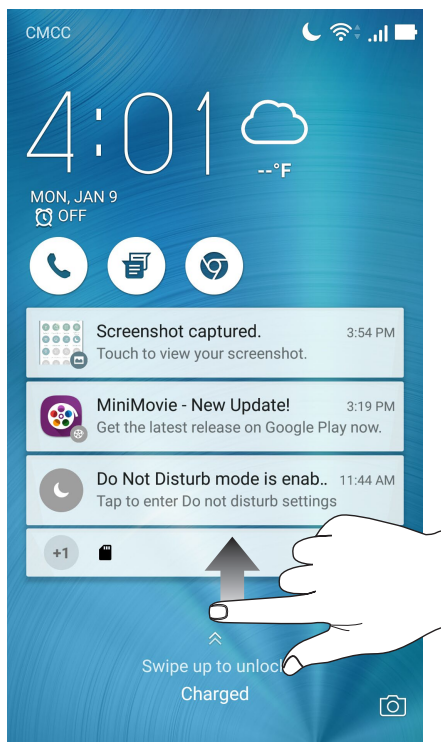 CMCC
4:01
--°F
MON, JAN 9
OFF
Screenshot captured. 3:54 PM
Touch to view your screenshot.
MiniMovie - New Update! 3:19 PM
Get the latest release on Google Play now.
Do Not Disturb mode is enab.. 11:44 AM
Tap to enter Do not disturb settings
+1
Swipe up to unloc
Charged